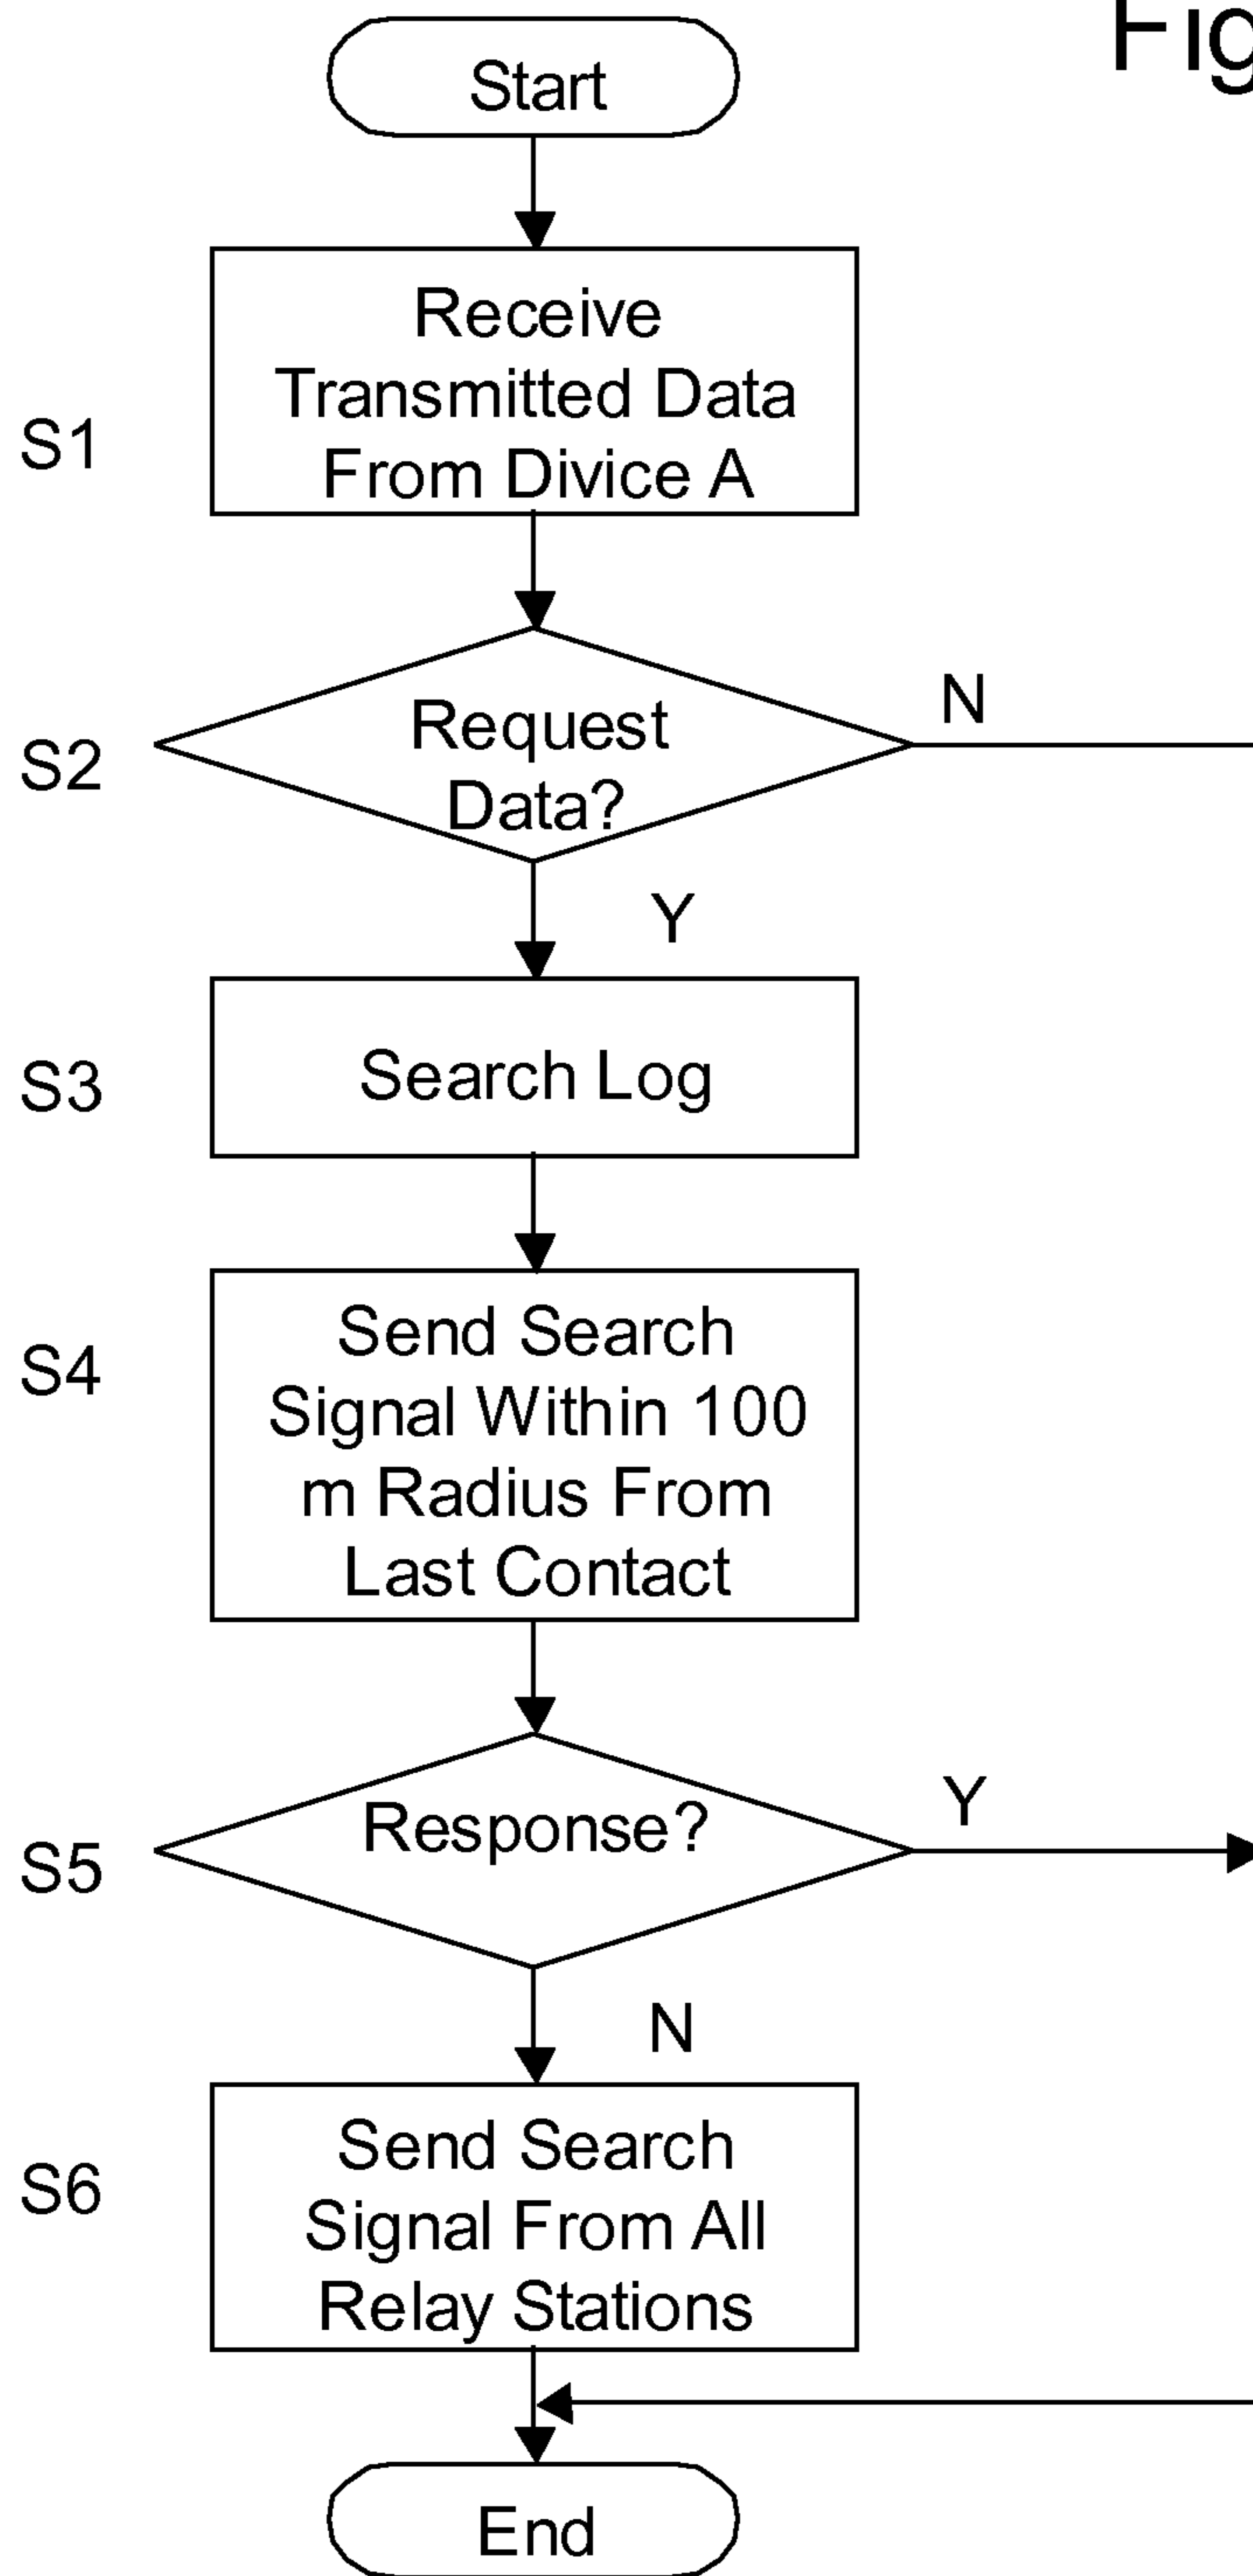 Fig
Start
S1
Receive
Transmitted Data
From Divice A
S2
Request
Data?
N
Y
S3
Search Log
S4
Send Search
Signal Within 100
m Radius From
Last Contact
S5
Response?
Y
N
S6
Send Search
Signal From All
Relay Stations
End